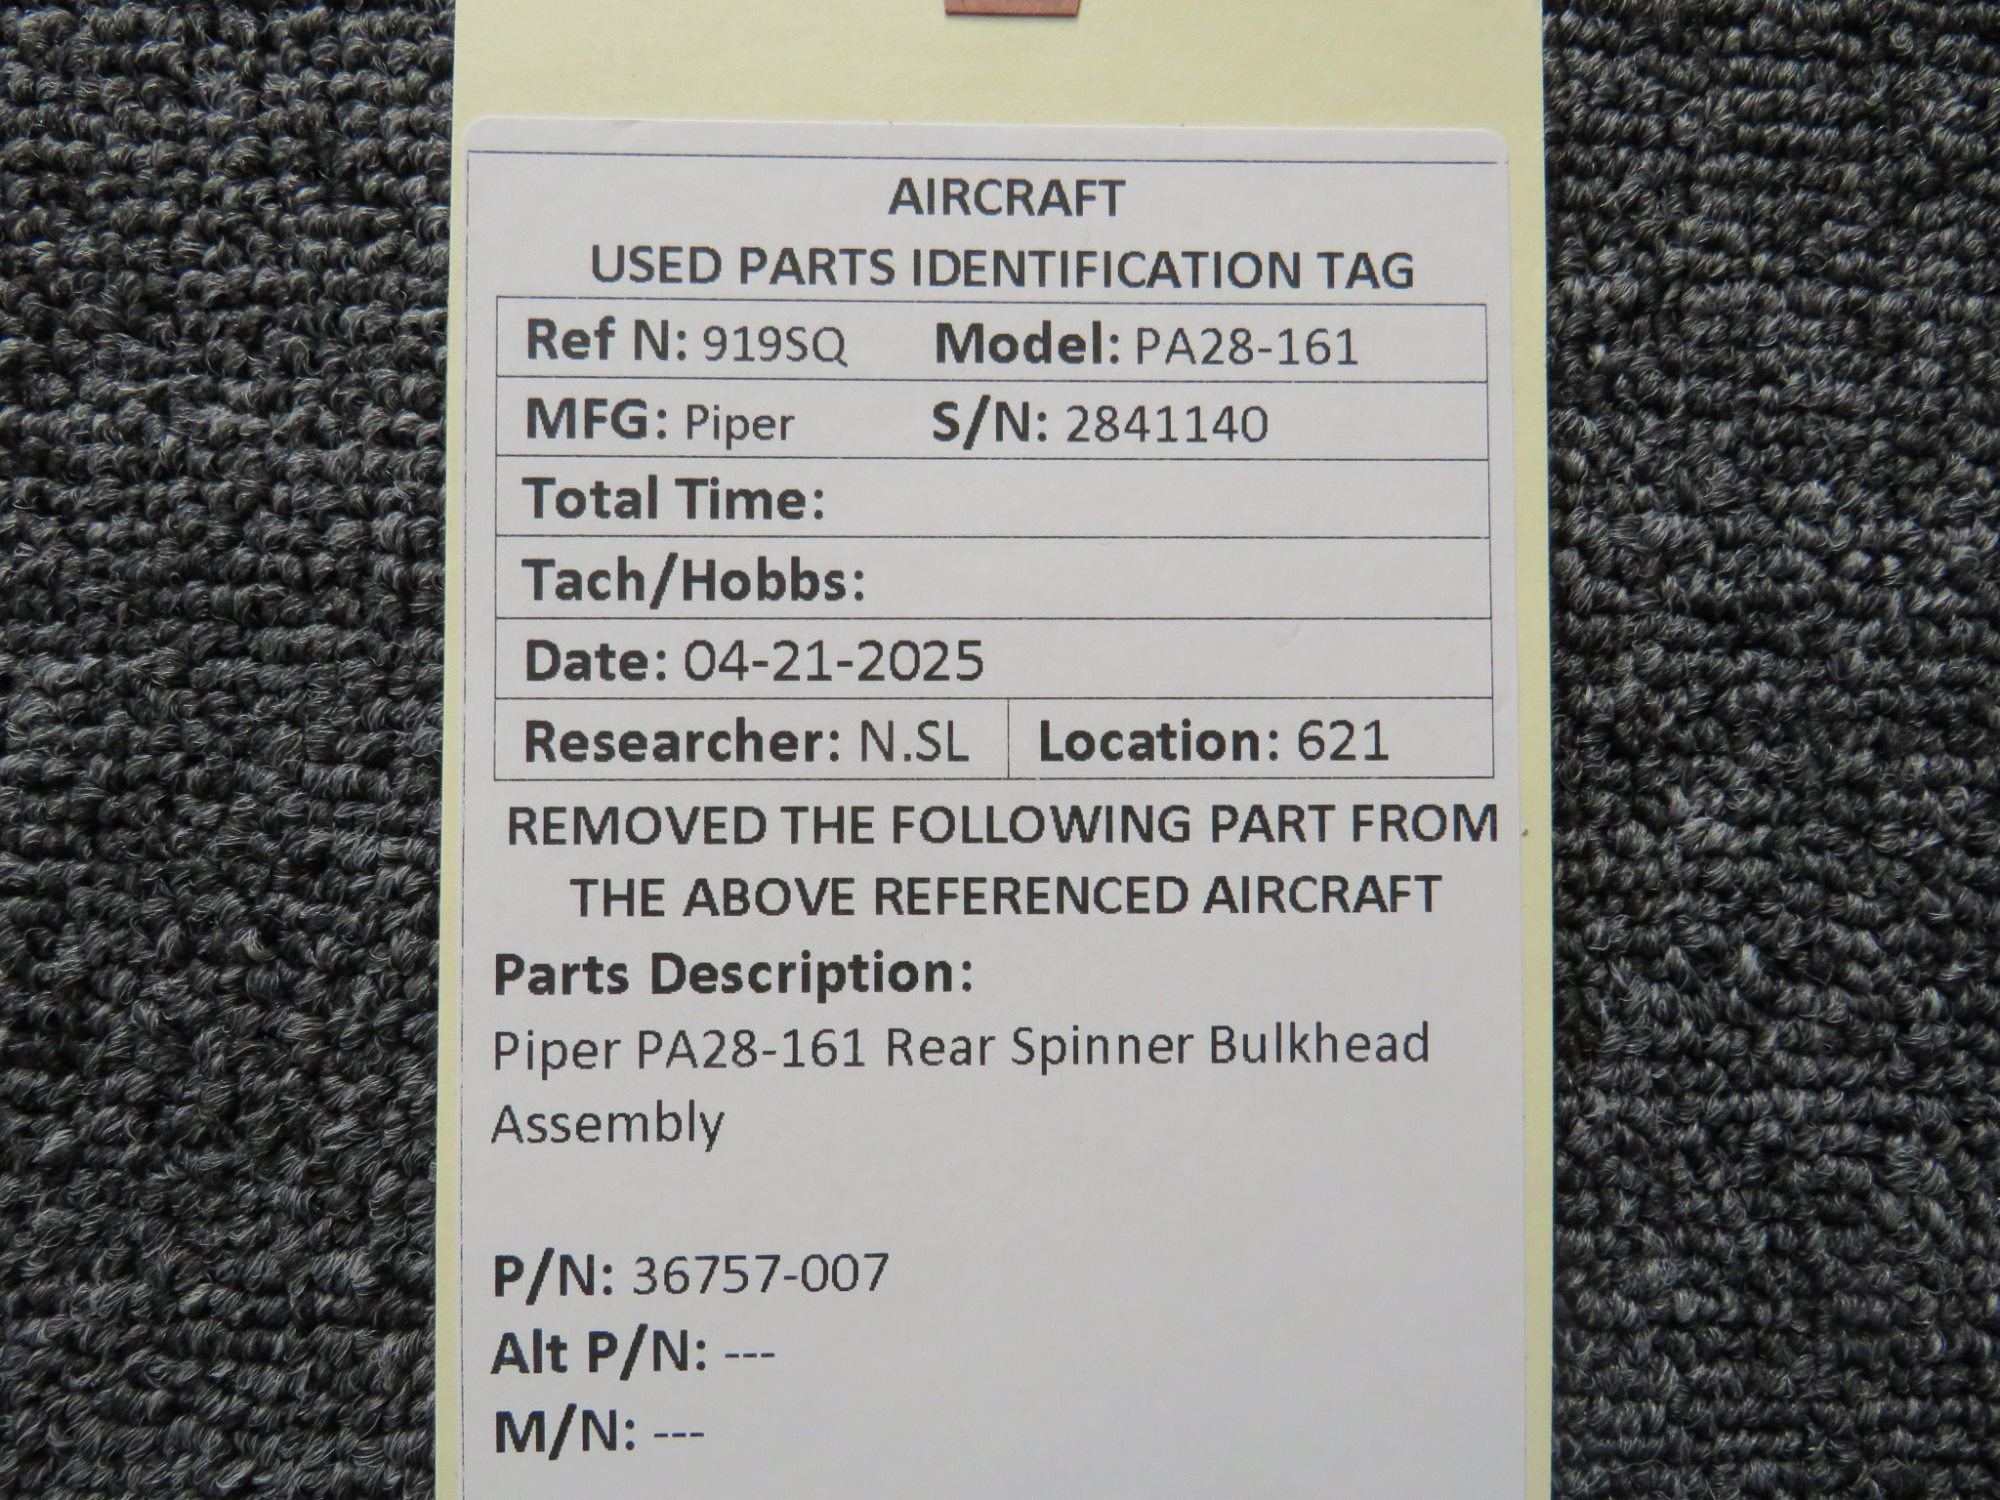 AIRCRAFT
USED PARTS IDENTIFICATION TAG
Ref N: 919SQ Model: PA28-161
MFG: Piper S/N: 2841140
Total Time:
Tach/Hobbs:
Date: 04-21-2025
Researcher: N.SL Location: 621
REMOVED THE FOLLOWING PART FROM
THE ABOVE REFERENCED AIRCRAFT
Parts Description:
Piper PA28-161 Rear Spinner Bulkhead
Assembly
P/N: 36757-007
Alt P/N: ---
M/N: ---